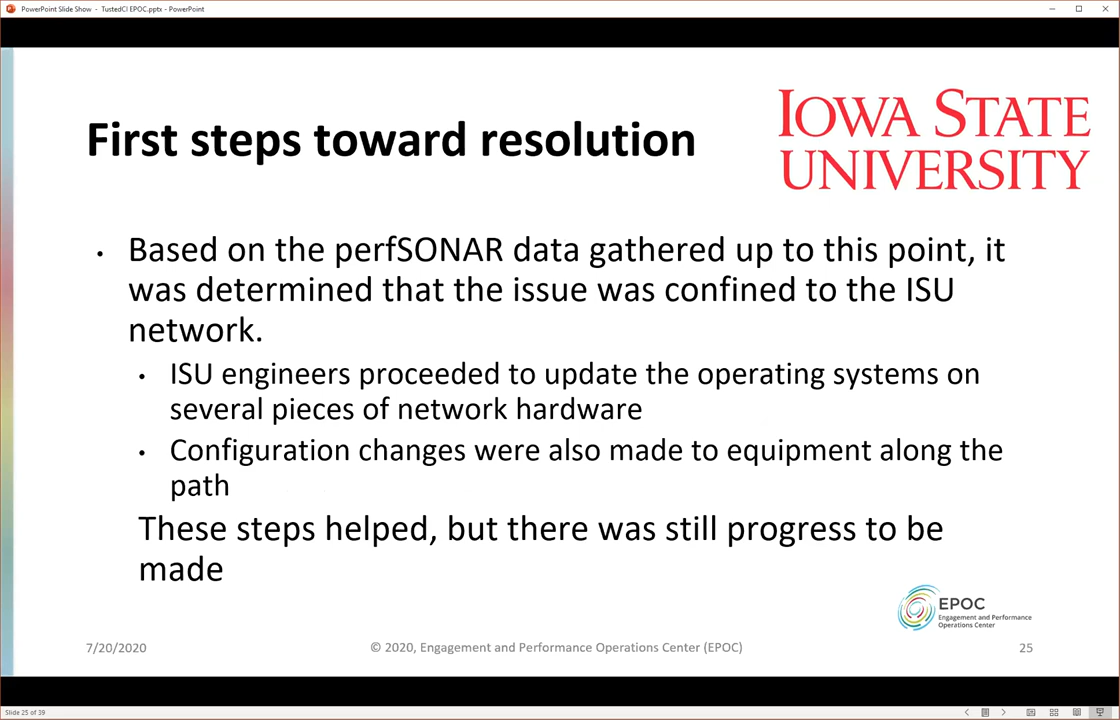 PowerPoint Slide Show - TustedCI EPOC.pptx - PowerPoint
IOWA STATE
UNIVERSITY
First steps toward resolution
• Based on the perfSONAR data gathered up to this point, it
was determined that the issue was confined to the ISU
network.
• ISU engineers proceeded to update the operating systems on
several pieces of network hardware
• Configuration changes were also made to equipment along the
path
These steps helped, but there was still progress to be
made
EPOC
Engagement and Performance
Operations Center
7/20/2020
© 2020, Engagement and Performance Operations Center (EPOC)
25
Slide 25 of 39